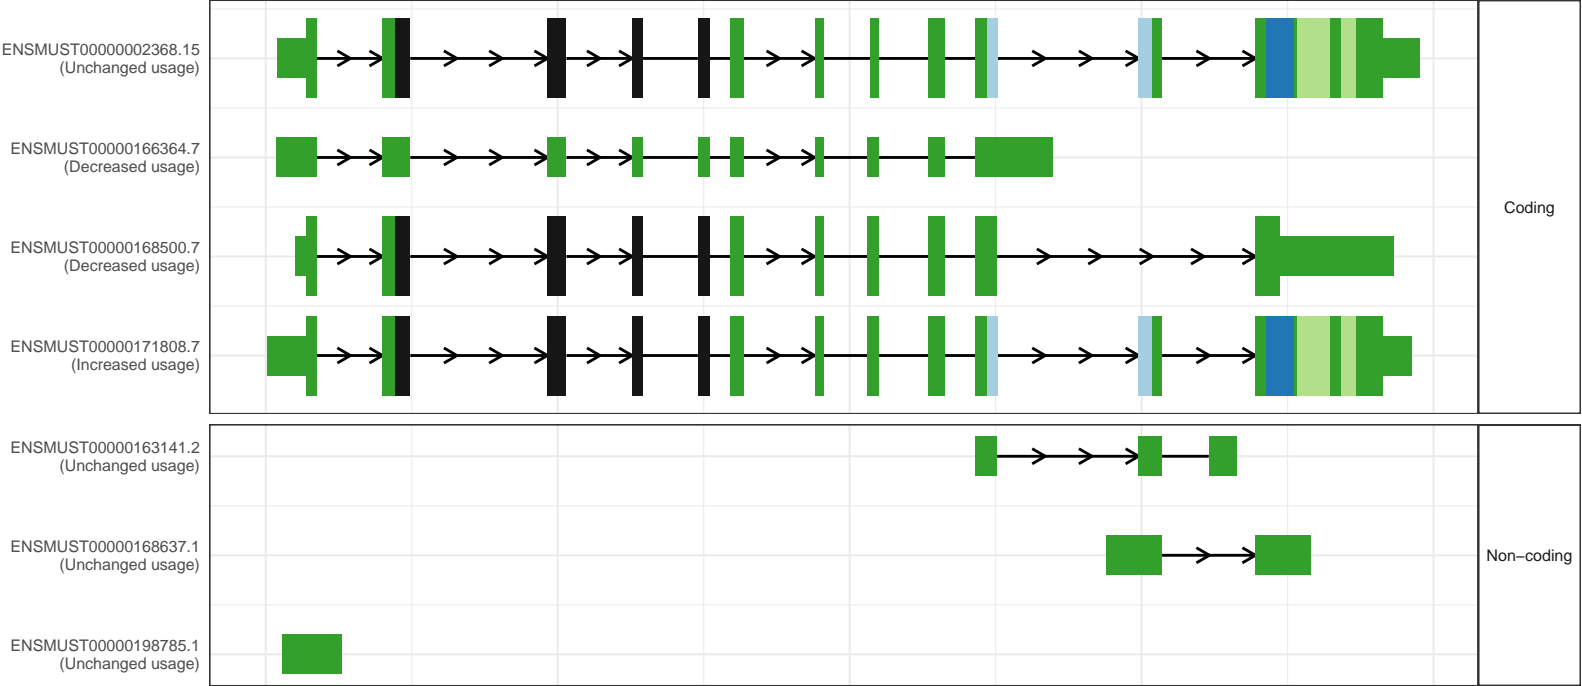 ENSMUST00000002368.15
(Unchanged usage)
ENSMUST00000166364.7
(Decreased usage)
ENSMUST00000168500.7
(Decreased usage)
ENSMUST00000171808.7
(Increased usage)
Coding
ENSMUST00000163141.2
(Unchanged usage)
ENSMUST00000168637.1
(Unchanged usage)
ENSMUST00000198785.1
(Unchanged usage)
Non−coding